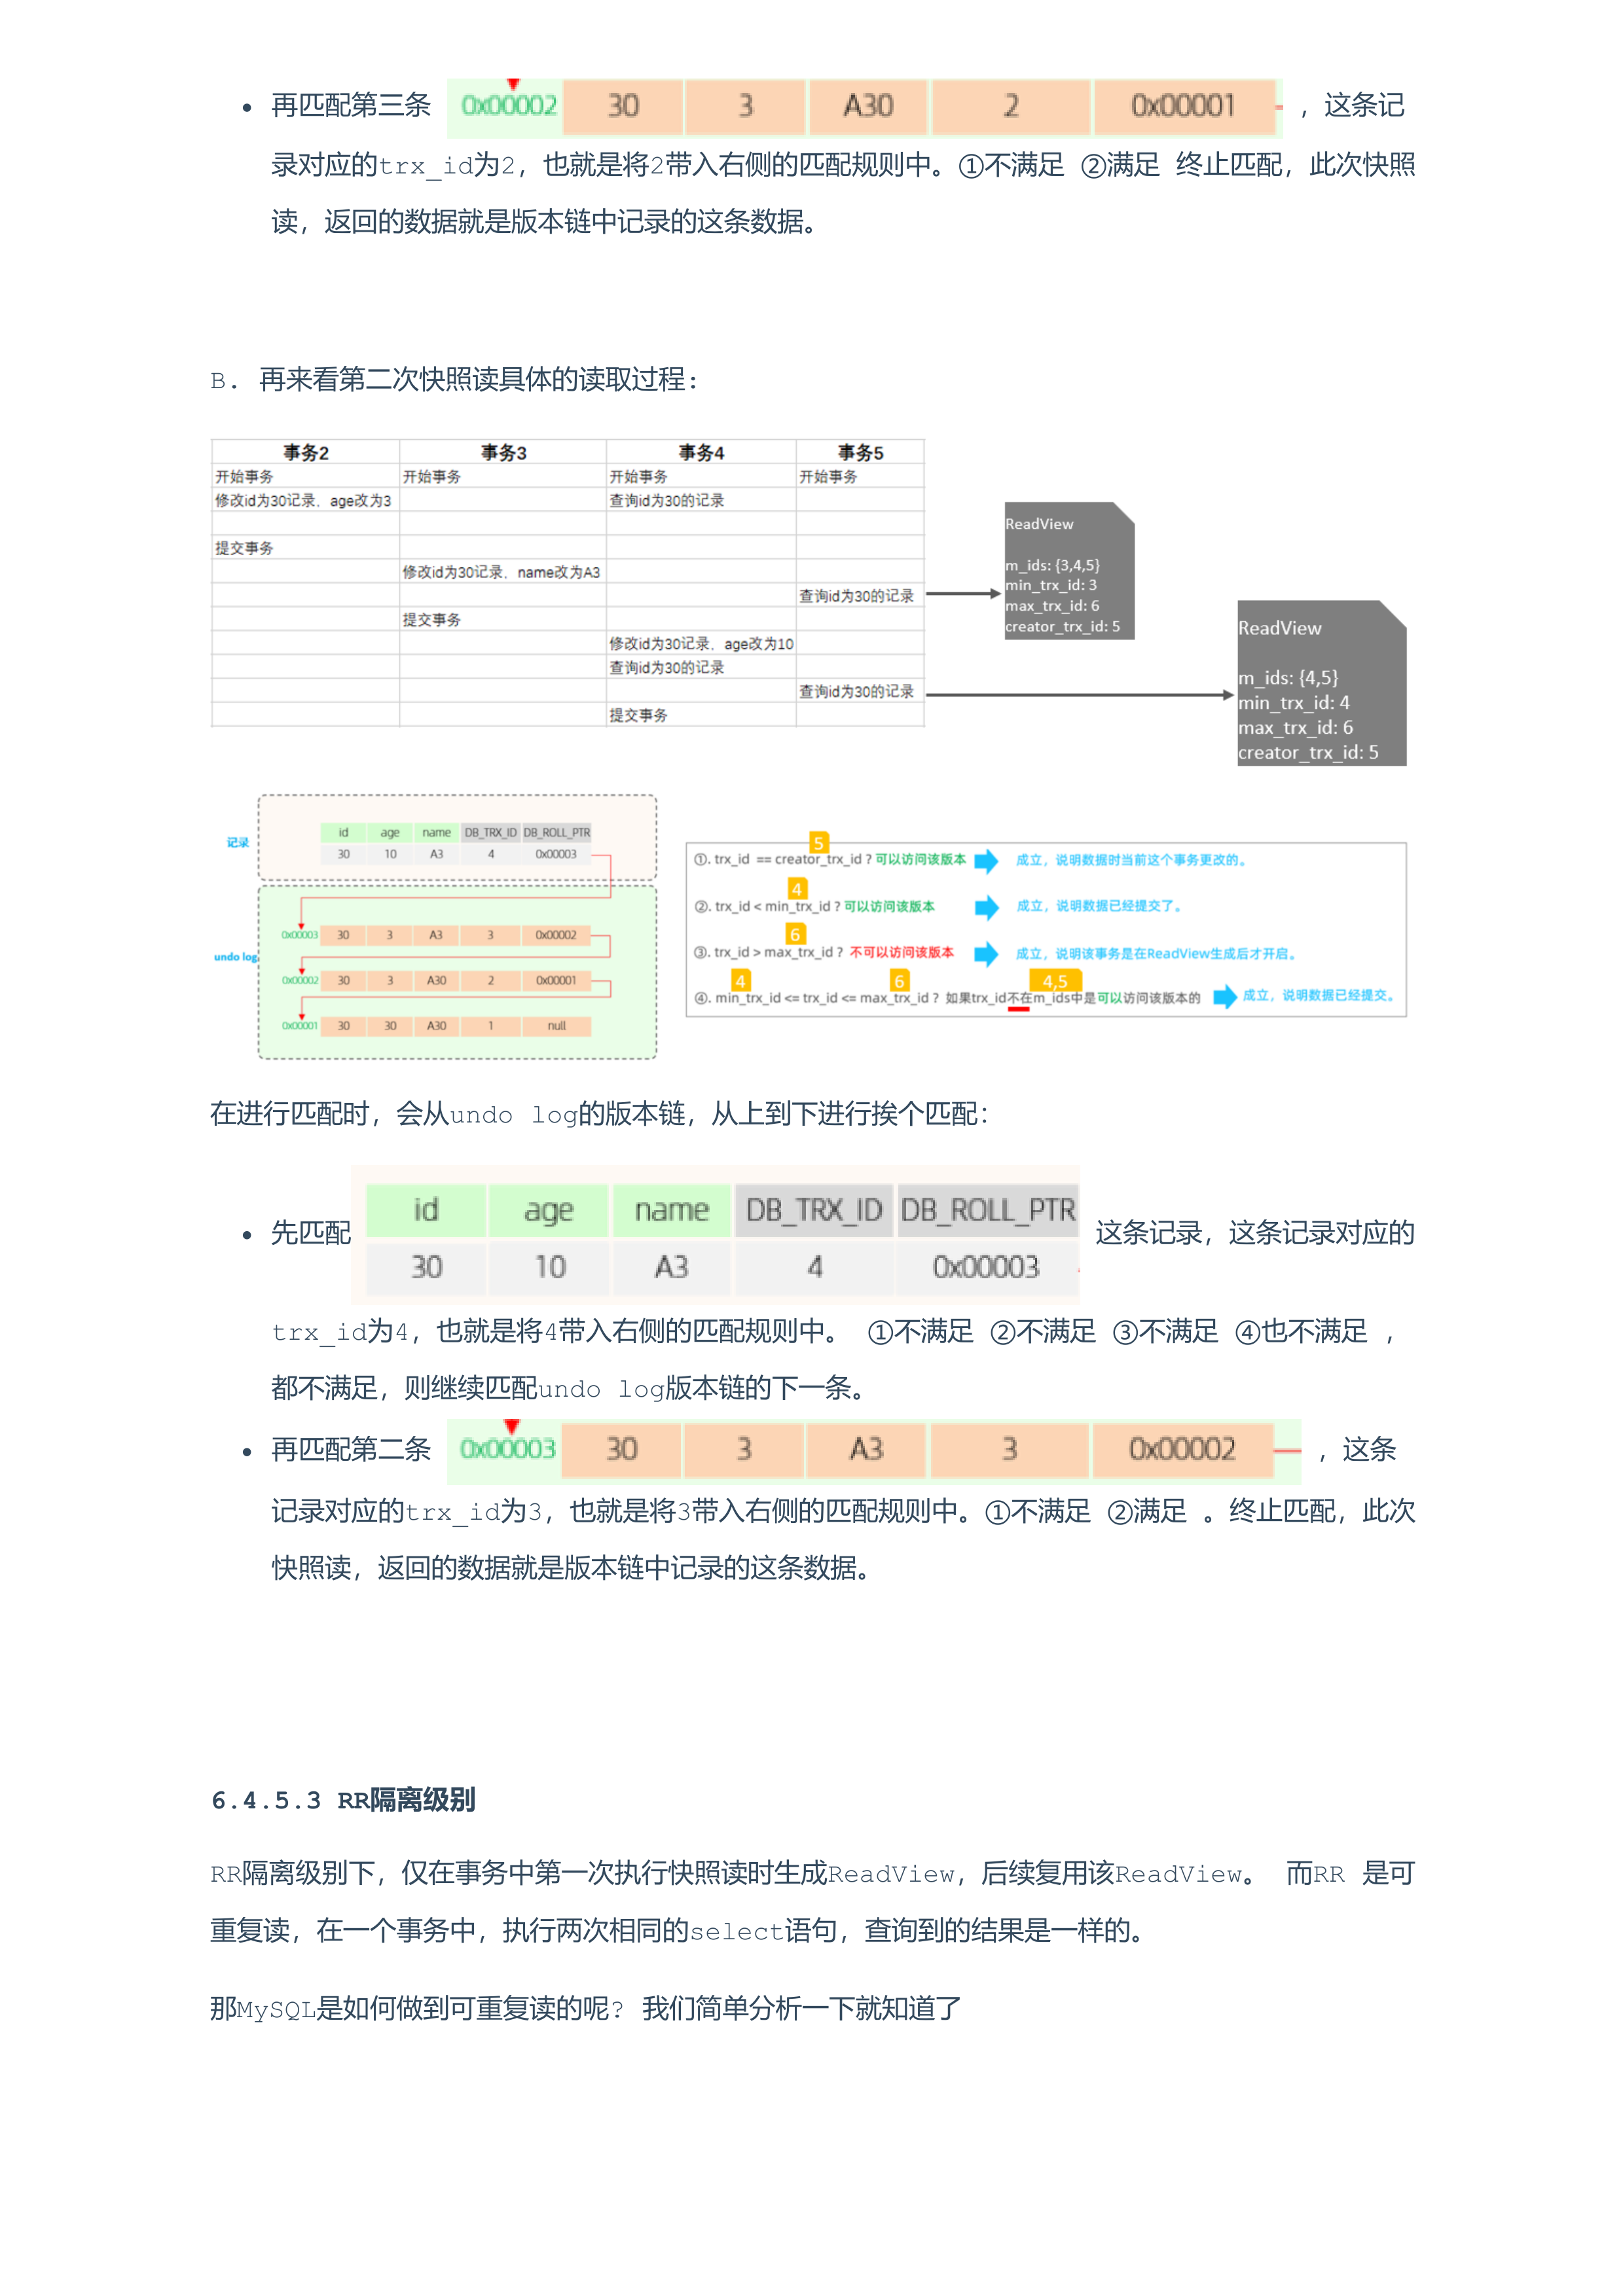 • 再匹配第三条 0x00002 30 3 A30 2 0x00001 ，这条记
录对应的trx_id为2，也就是将2带入右侧的匹配规则中。①不满足 ②满足 终止匹配，此次快照
读，返回的数据就是版本链中记录的这条数据。
B. 再来看第二次快照读具体的读取过程:
事务2 事务3 事务4 事务5
开始事务 开始事务 开始事务 开始事务
修改id为30记录，age改为3 查询id为30的记录
提交事务
修改id为30记录，name改为A3
查询id为30的记录
提交事务
修改id为30记录，age改为10
查询id为30的记录
查询id为30的记录
提交事务
ReadView
m_ids: {3,4,5}
min_trx_id: 3
max_trx_id: 6
creator_trx_id: 5
ReadView
m_ids: {4,5}
min_trx_id: 4
max_trx_id: 6
creator_trx_id: 5
记录
id age name DB_TRX_ID DB_ROLL_PTR
30 10 A3 4 0x00003
undo log
0x00003 30 3 A3 3 0x00002
0x00002 30 3 A30 2 0x00001
0x00001 30 30 A30 1 null
5
①. trx_id == creator_trx_id ? 可以访问该版本 成立，说明数据时当前这个事务更改的。
4
②. trx_id < min_trx_id ? 可以访问该版本 成立，说明数据已经提交了。
6
③. trx_id > max_trx_id ? 不可以访问该版本 成立，说明该事务是在ReadView生成后才开启。
4 6 4,5
④. min_trx_id <= trx_id <= max_trx_id ? 如果trx_id不在m_ids中是可以访问该版本的 成立，说明数据已经提交。
在进行匹配时，会从undo log的版本链，从上到下进行挨个匹配：
id age name DB_TRX_ID DB_ROLL_PTR
• 先匹配 这条记录，这条记录对应的
30 10 A3 4 0x00003
trx_id为4，也就是将4带入右侧的匹配规则中。 ①不满足 ②不满足 ③不满足 ④也不满足 ，
都不满足，则继续匹配undo log版本链的下一条。
• 再匹配第二条 0x00003 30 3 A3 3 0x00002 ，这条
记录对应的trx_id为3，也就是将3带入右侧的匹配规则中。①不满足 ②满足 。终止匹配，此次
快照读，返回的数据就是版本链中记录的这条数据。
6.4.5.3 RR隔离级别
RR隔离级别下，仅在事务中第一次执行快照读时生成ReadView，后续复用该ReadView。 而RR 是可
重复读，在一个事务中，执行两次相同的select语句，查询到的结果是一样的。
那MySQL是如何做到可重复读的呢? 我们简单分析一下就知道了